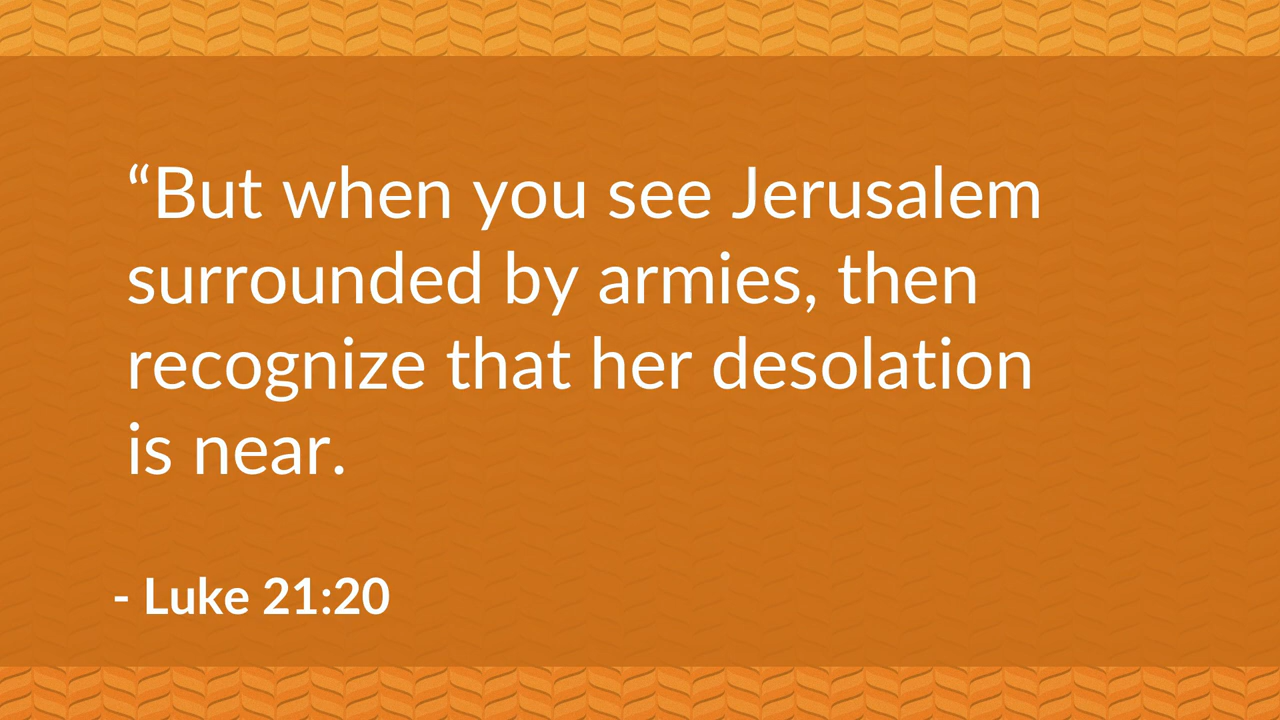 “But when you see Jerusalem
surrounded by armies, then
recognize that her desolation
is near.
- Luke 21:20